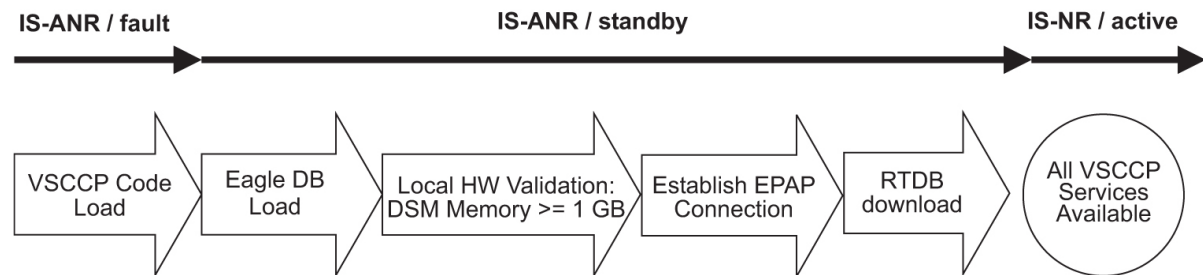 IS-ANR / fault
IS-ANR / standby
IS-NR / active
VSCCP Code
Load
Eagle DB
Load
Local HW Validation:
DSM Memory >= 1 GB
Establish EPAP
Connection
RTDB
download
All VSCCP
Services
Available